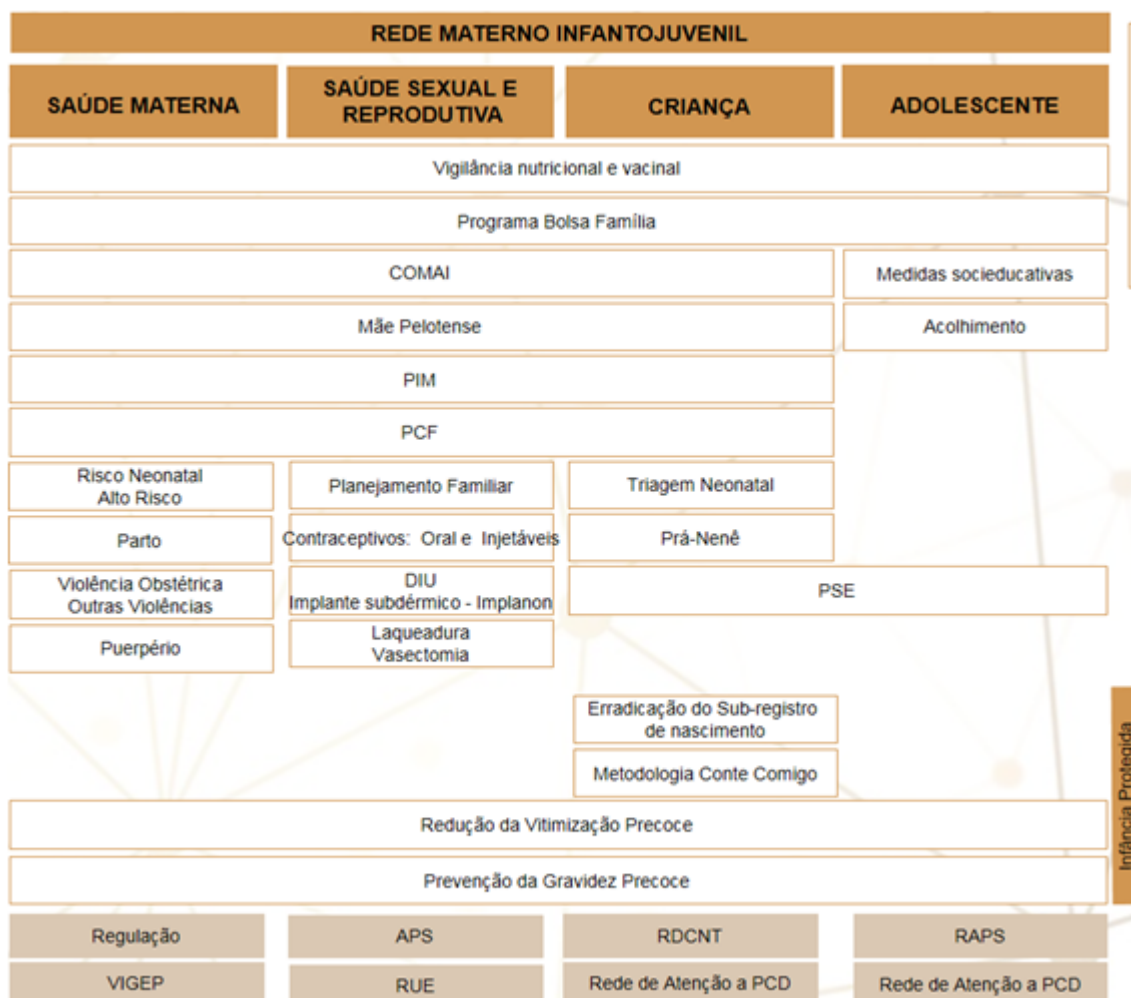 REDE MATERNO INFANTOJUVENIL
SAÚDE MATERNA
SAÚDE SEXUAL E
REPRODUTIVA
CRIANÇA
ADOLESCENTE
Vigilância nutricional e vacinal
Programa Bolsa Família
COMAI
Medidas socieducativas
Mãe Pelotense
Acolhimento
PIM
PCF
Risco Neonatal
Alto Risco
Planejamento Familiar
Triagem Neonatal
Parto
Contraceptivos: Oral e Injetáveis
Prá-Nenê
Violência Obstétrica
Outras Violências
DIU
Implante subdérmico - Implanon
PSE
Puerpério
Laqueadura
Vasectomia
Erradicação do Sub-registro
de nascimento
Metodologia Conte Comigo
Infância Protegida
Redução da Vitimização Precoce
Prevenção da Gravidez Precoce
Regulação
APS
RDCNT
RAPS
VIGEP
RUE
Rede de Atenção a PCD
Rede de Atenção a PCD